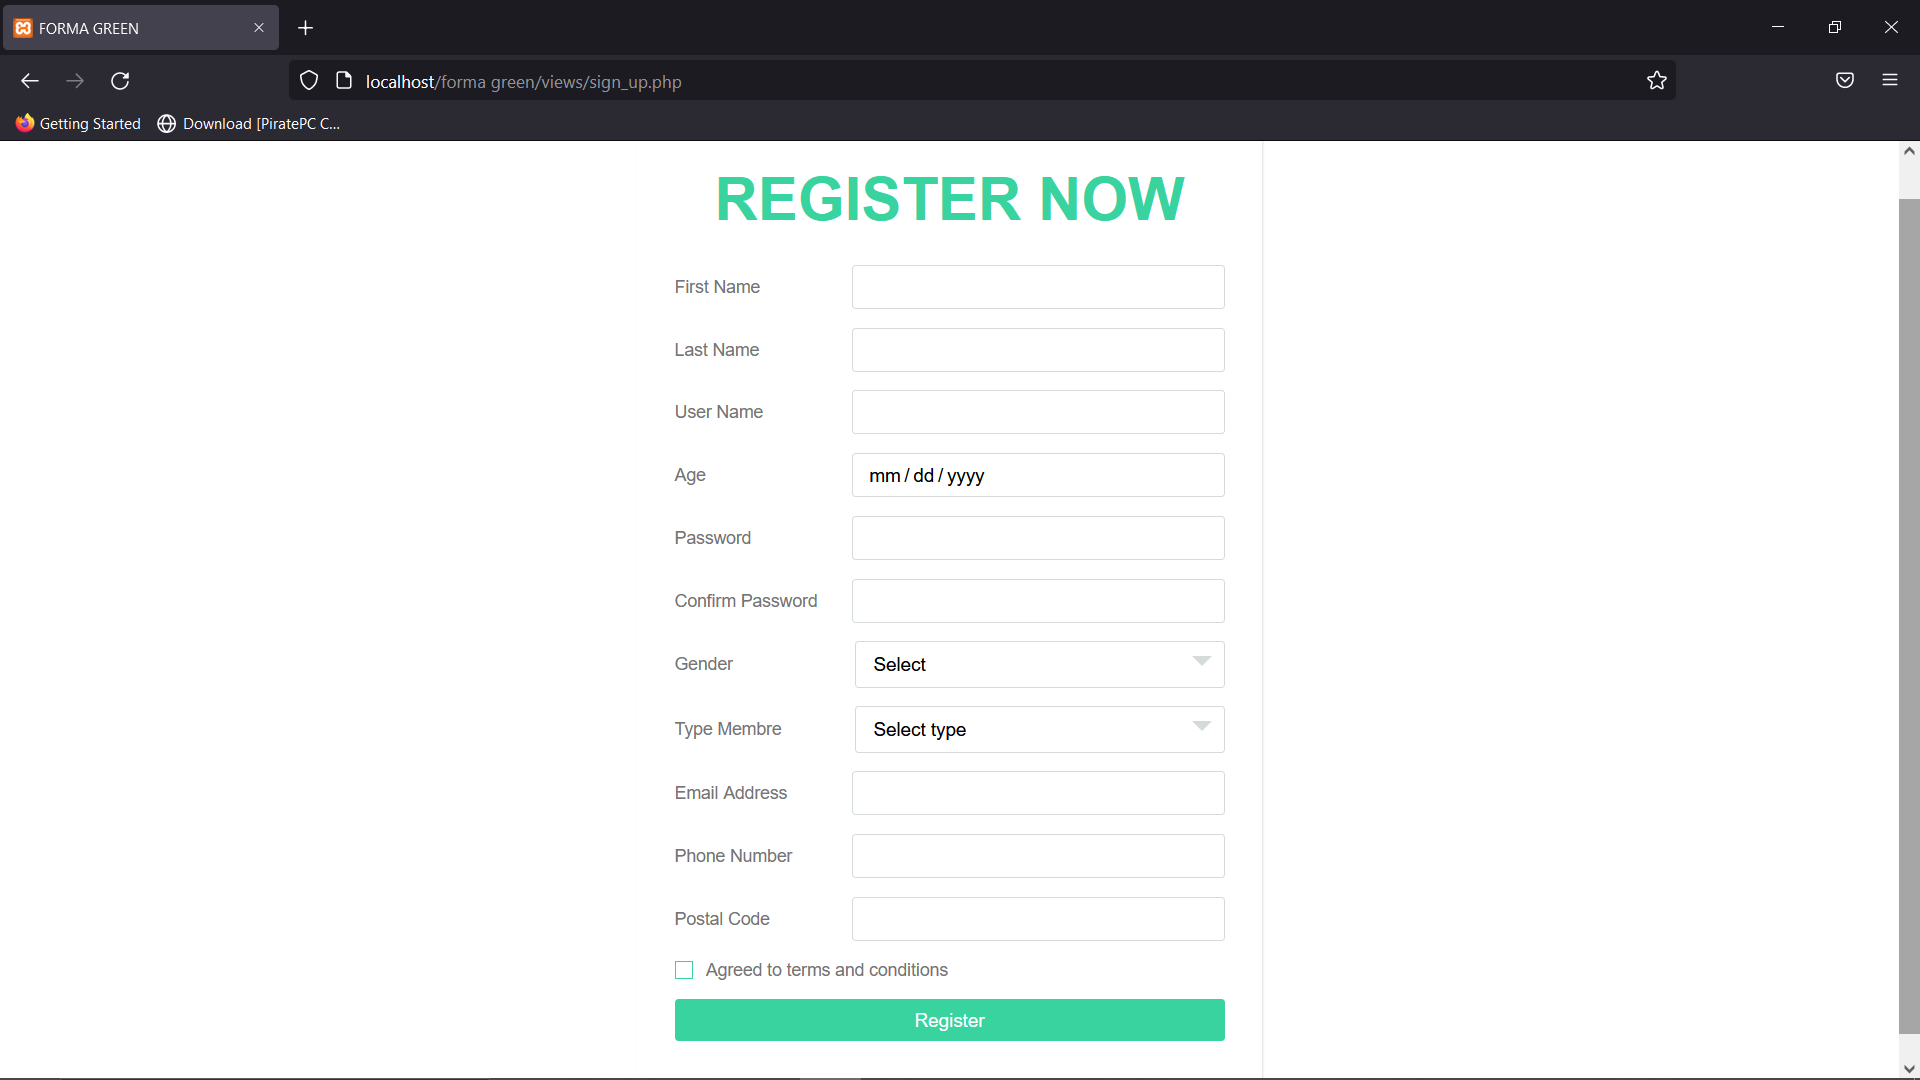 FORMA GREEN
localhost/forma green/views/sign_up.php
Getting Started
Download [PiratePC C...
REGISTER NOW
First Name
Last Name
User Name
Age
mm / dd / yyyy
Password
Confirm Password
Gender
Select
Type Membre
Select type
Email Address
Phone Number
Postal Code
Agreed to terms and conditions
Register